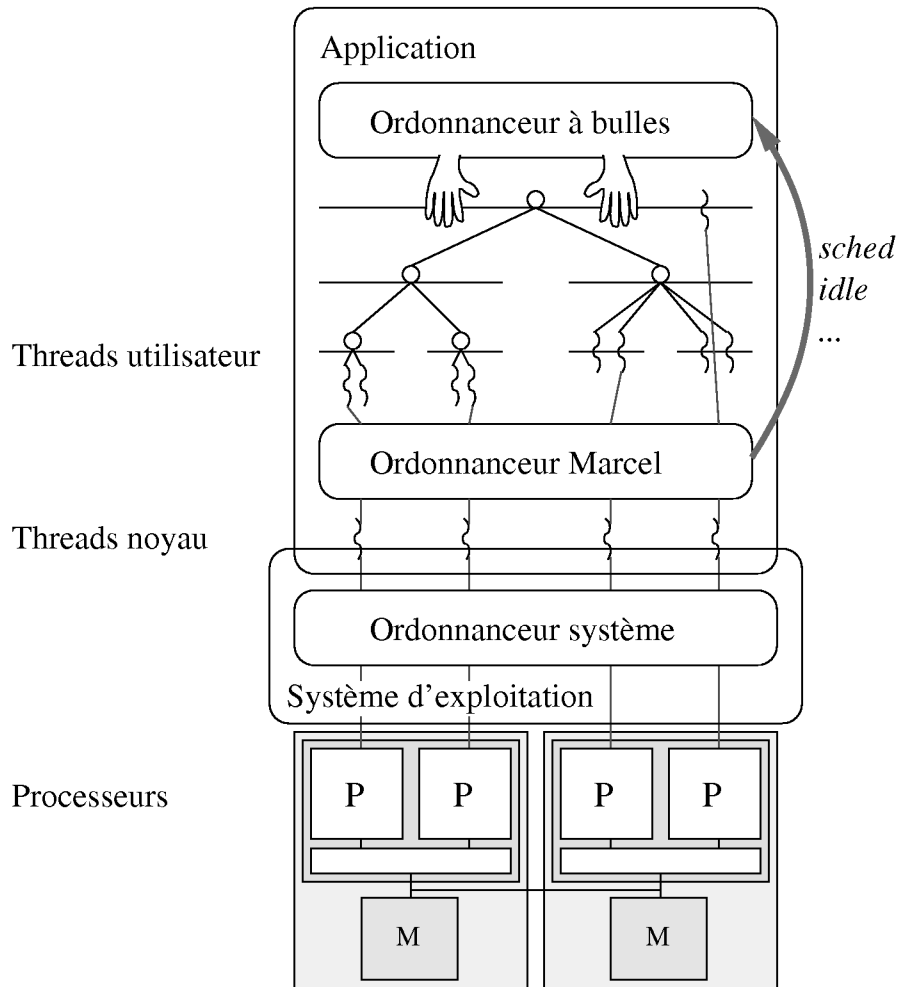 Application
Ordonnanceur à bulles
sched
idle
...
Threads utilisateur
Ordonnanceur Marcel
Threads noyau
Ordonnanceur système
Système d'exploitation
Processeurs
P
P
P
P
M
M